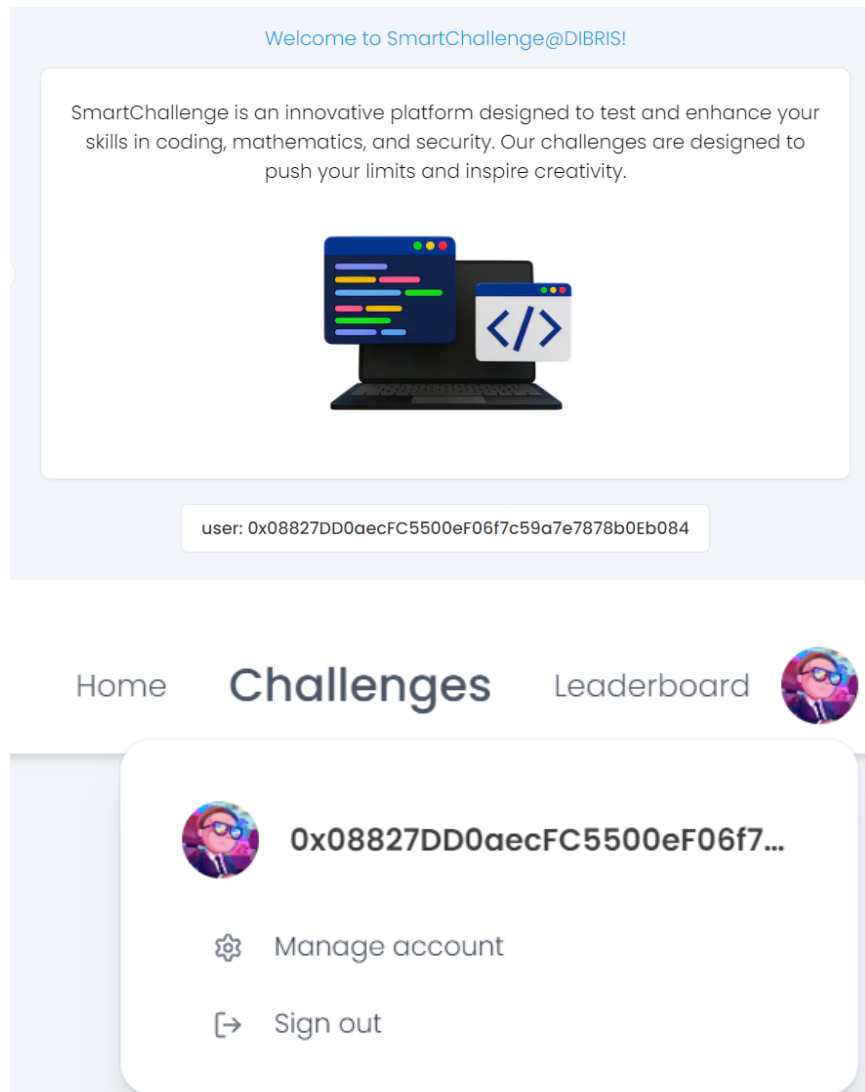 Welcome to SmartChallenge@DIBRIS!
SmartChallenge is an innovative platform designed to test and enhance your
skills in coding, mathematics, and security. Our challenges are designed to
push your limits and inspire creativity.
</>
user: 0x08827DD0aecFC5500eF06f7c59a7e7878b0Eb084
Home Challenges Leaderboard
0x08827DD0aecFC5500eF06f7...
Manage account
Sign out